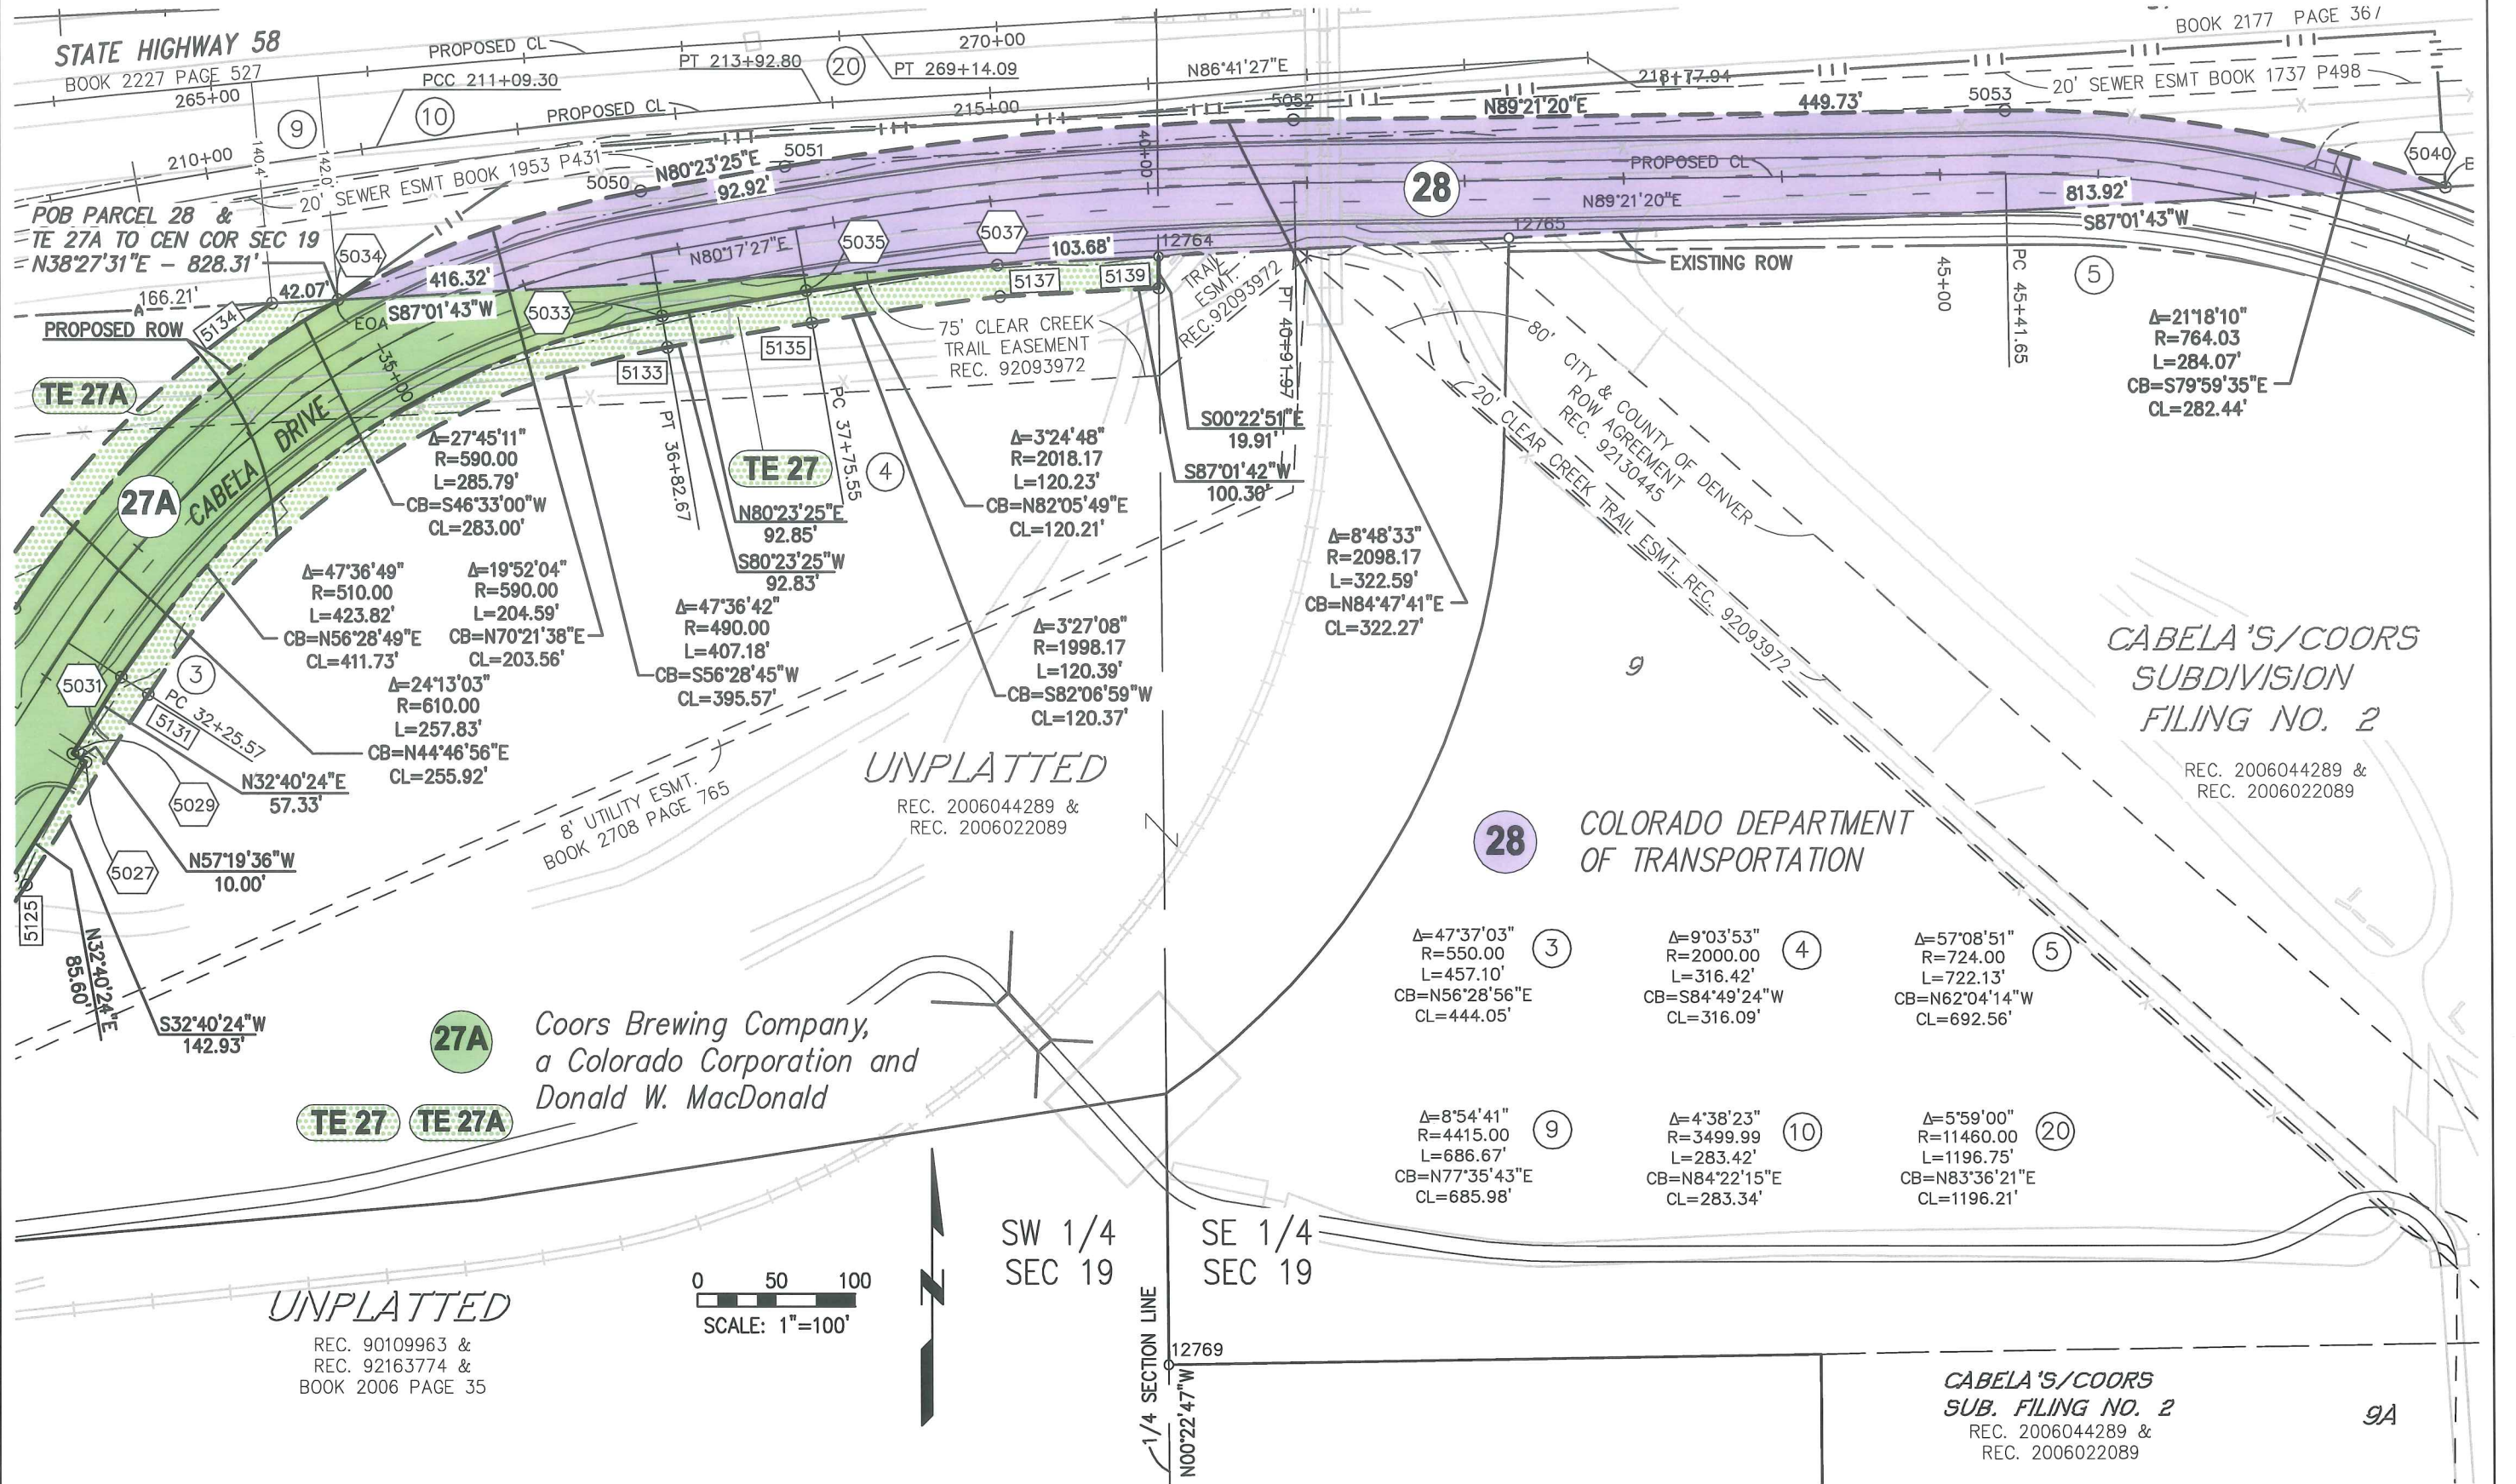 STATE HIGHWAY 58
BOOK 2227 PAGE 527
265+00
PROPOSED CL
PCC 211+09.30
PT 213+92.80
20
PT 269+14.09
270+00
N86°41'27"E
218+77.94
BOOK 2177 PAGE 367
20' SEWER ESMT BOOK 1737 P498
9
10
PROPOSED CL
215+00
5052
N89°21'20"E
449.73'
5053
210+00
140.4'
142.0'
20' SEWER ESMT BOOK 1953 P431
5050
N80°23'25"E
92.92'
5051
40+00
28
PROPOSED CL
N89°21'20"E
813.92'
S87°01'43"W
5040
POB PARCEL 28 &
TE 27A TO CEN COR SEC 19
N38°27'31"E - 828.31'
5034
416.32'
S87°01'43"W
N80°17'27"E
5035
5037
103.68'
12764
12765
EXISTING ROW
45+00
PC 45+41.65
5
166.21'
42.07'
PROPOSED ROW
5134
EOA
5033
5137
5139
TRAIL
ESMT.
REC.92093972
PT 40+91.97
75' CLEAR CREEK
TRAIL EASEMENT
REC. 92093972
5135
5133
TE 27A
+35+00
CABELA DRIVE
27A
PT 36+82.67
TE 27
PC 37+75.55
4
S00°22'51"E
19.91'
S87°01'42"W
100.30'
80' CITY & COUNTY OF DENVER
ROW AGREEMENT
REC. 92130445
20' CLEAR CREEK TRAIL ESMT. REC. 92093972
Δ=21°18'10"
R=764.03
L=284.07'
CB=S79°59'35"E
CL=282.44'
Δ=27°45'11"
R=590.00
L=285.79'
CB=S46°33'00"W
CL=283.00'
N80°23'25"E
92.85'
S80°23'25"W
92.83'
Δ=3°24'48"
R=2018.17
L=120.23'
CB=N82°05'49"E
CL=120.21'
Δ=8°48'33"
R=2098.17
L=322.59'
CB=N84°47'41"E
CL=322.27'
Δ=47°36'49"
R=510.00
L=423.82'
CB=N56°28'49"E
CL=411.73'
Δ=19°52'04"
R=590.00
L=204.59'
CB=N70°21'38"E
CL=203.56'
Δ=47°36'42"
R=490.00
L=407.18'
CB=S56°28'45"W
CL=395.57'
Δ=3°27'08"
R=1998.17
L=120.39'
CB=S82°06'59"W
CL=120.37'
Δ=24°13'03"
R=610.00
L=257.83'
CB=N44°46'56"E
CL=255.92'
5031
3
PC 32+25.57
5131
N32°40'24"E
57.33'
5029
N57°19'36"W
10.00'
5027
5125
N32°40'24"E
85.60'
S32°40'24"W
142.93'
8' UTILITY ESMT.
BOOK 2708 PAGE 765
UNPLATTED
REC. 2006044289 &
REC. 2006022089
9
CABELA'S/COORS
SUBDIVISION
FILING NO. 2
REC. 2006044289 &
REC. 2006022089
28
COLORADO DEPARTMENT
OF TRANSPORTATION
Δ=47°37'03"
R=550.00
L=457.10'
CB=N56°28'56"E
CL=444.05'
3
Δ=9°03'53"
R=2000.00
L=316.42'
CB=S84°49'24"W
CL=316.09'
4
Δ=57°08'51"
R=724.00
L=722.13'
CB=N62°04'14"W
CL=692.56'
5
27A
Coors Brewing Company,
a Colorado Corporation and
Donald W. MacDonald
TE 27
TE 27A
Δ=8°54'41"
R=4415.00
L=686.67'
CB=N77°35'43"E
CL=685.98'
9
Δ=4°38'23"
R=3499.99
L=283.42'
CB=N84°22'15"E
CL=283.34'
10
Δ=5°59'00"
R=11460.00
L=1196.75'
CB=N83°36'21"E
CL=1196.21'
20
SW 1/4
SEC 19
SE 1/4
SEC 19
N
0 50 100
SCALE: 1"=100'
UNPLATTED
REC. 90109963 &
REC. 92163774 &
BOOK 2006 PAGE 35
1/4 SECTION LINE
N00°22'47"W
12769
CABELA'S/COORS
SUB. FILING NO. 2
REC. 2006044289 &
REC. 2006022089
9A